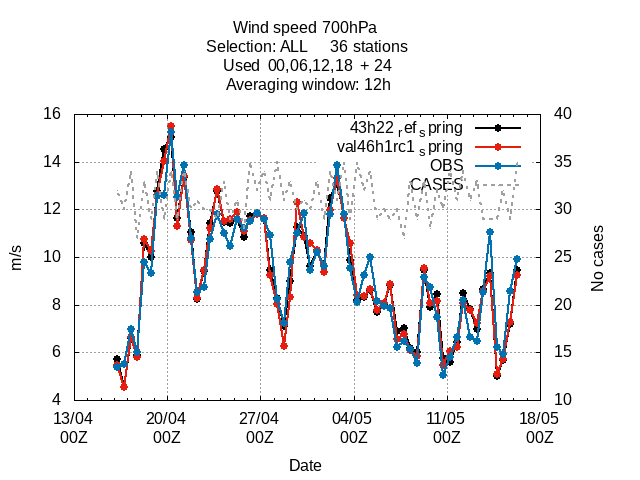 Wind speed 700hPa
Selection: ALL 36 stations
Used 00,06,12,18 + 24
Averaging window: 12h
16 40
43h22 ref spring
val46h1rc1 spring
14 35
OBS
CASES
12 30
m/s
No cases
10 25
8 20
6 15
4 10
13/04 20/04 27/04 04/05 11/05 18/05
00Z 00Z 00Z 00Z 00Z 00Z
Date